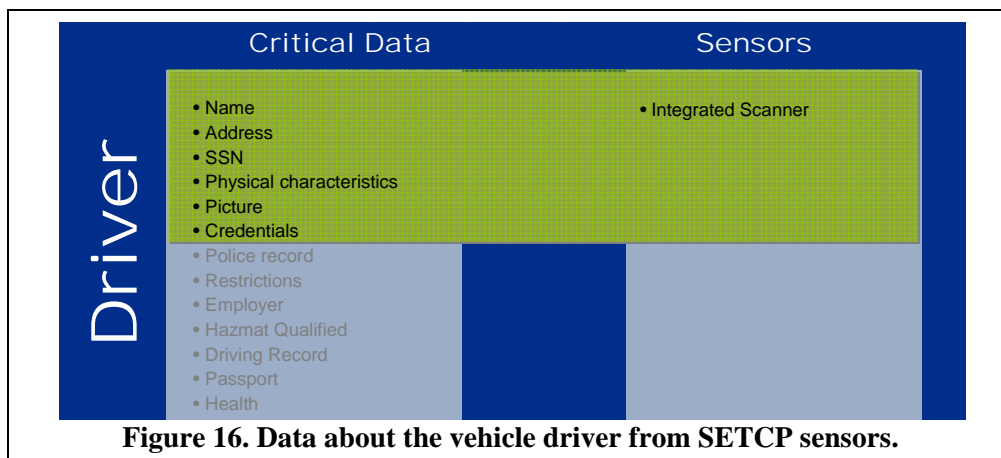 Critical Data Sensors
Driver
• Name
• Integrated Scanner
• Address
• SSN
• Physical characteristics
• Picture
• Credentials
• Police record
• Restrictions
• Employer
• Hazmat Qualified
• Driving Record
• Passport
• Health
Figure 16. Data about the vehicle driver from SETCP sensors.